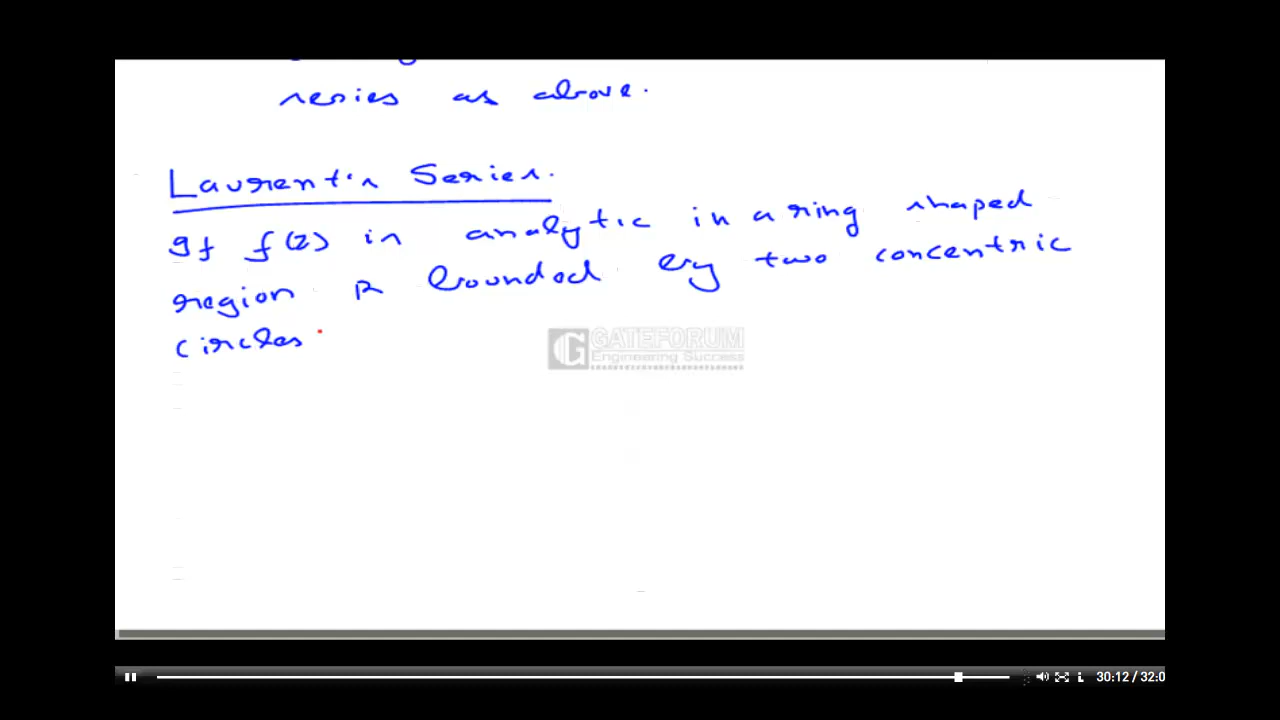 series as above.
Laurent's Series.
If f(z) is analytic in a ring shaped
region R bounded by two concentric
circles
GATEFORUM
Engineering Success
30:12 / 32:0